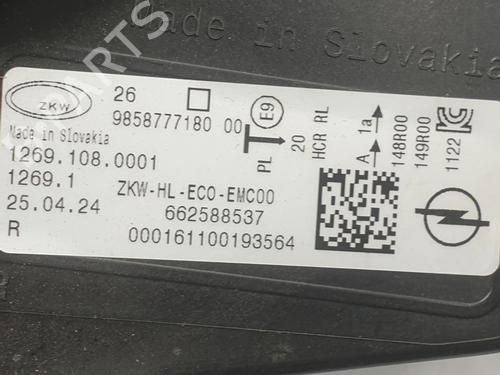 PARTS
Made in Slovakia
ZKW
26
9858777180 00
E9
Made in Slovakia
1269.108.0001
1269.1
25.04.24
R
ZKW-HL-ECO-EMC00
662588537
000161100193564
PL
20
HCR RL
A
1a
148R00
149R00
1122